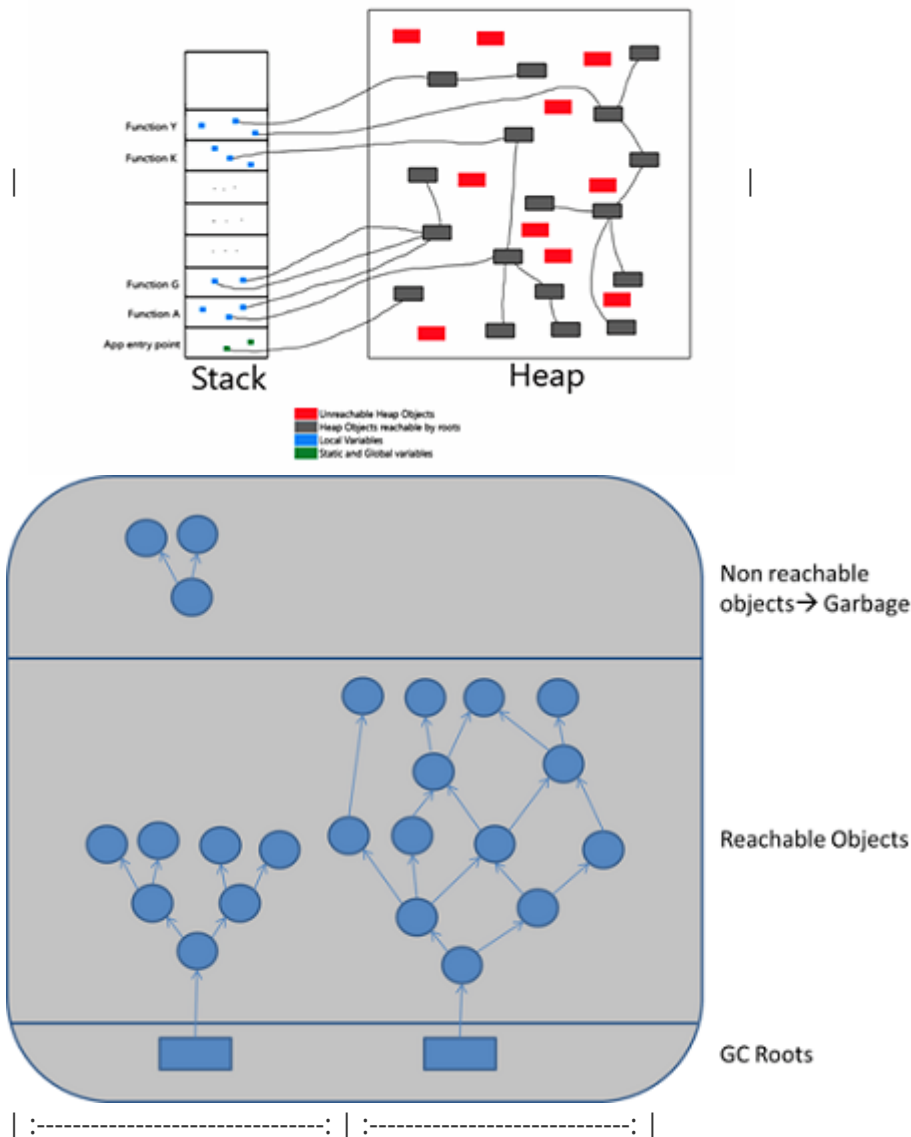 Function Y
Function K
Function G
Function A
App entry point
Stack
Heap
Unreachable Heap Objects
Heap Objects reachable by roots
Local Variables
Static and Global variables
| |
Non reachable
objects→ Garbage
Reachable Objects
GC Roots
| :-----------------------------: | :---------------------------: |